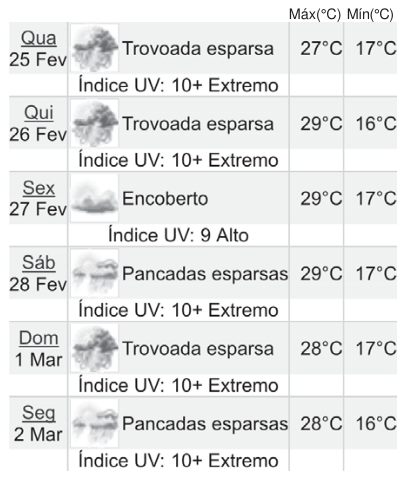 Máx(°C) Mín(°C)
Qua
25 Fev
Trovoada esparsa 27°C 17°C
Índice UV: 10+ Extremo
Qui
26 Fev
Trovoada esparsa 29°C 16°C
Índice UV: 10+ Extremo
Sex
27 Fev
Encoberto 29°C 17°C
Índice UV: 9 Alto
Sáb
28 Fev
Pancadas esparsas 29°C 17°C
Índice UV: 10+ Extremo
Dom
1 Mar
Trovoada esparsa 28°C 17°C
Índice UV: 10+ Extremo
Seg
2 Mar
Pancadas esparsas 28°C 16°C
Índice UV: 10+ Extremo